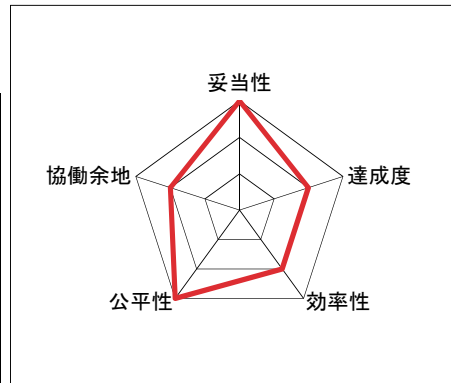 妥当性
協働余地
達成度
公平性
効率性